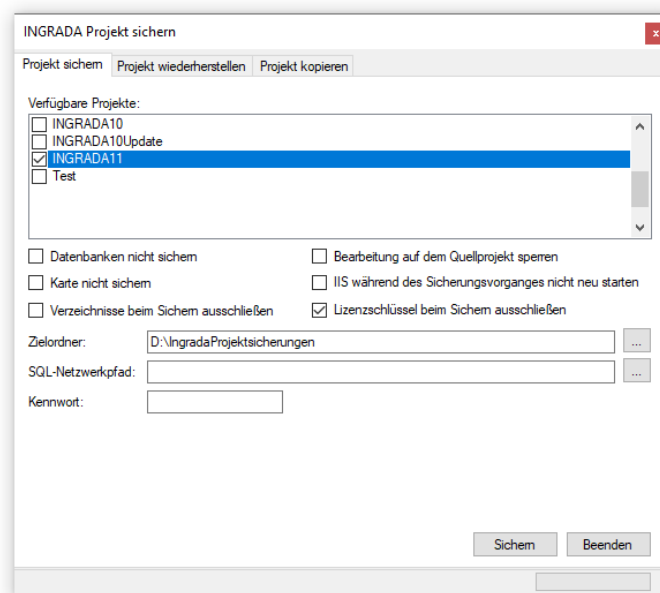 INGRADA Projekt sichern
x
Projekt sichern Projekt wiederherstellen Projekt kopieren
Verfügbare Projekte:
INGRADA10
INGRADA10Update
INGRADA11
Test
Datenbanken nicht sichern Bearbeitung auf dem Quellprojekt sperren
Karte nicht sichern IIS während des Sicherungsvorganges nicht neu starten
Verzeichnisse beim Sichern ausschließen Lizenzschlüssel beim Sichern ausschließen
Zielordner: D:\IngradaProjektsicherungen ...
SQL-Netzwerkpfad: ...
Kennwort:
Sichern Beenden